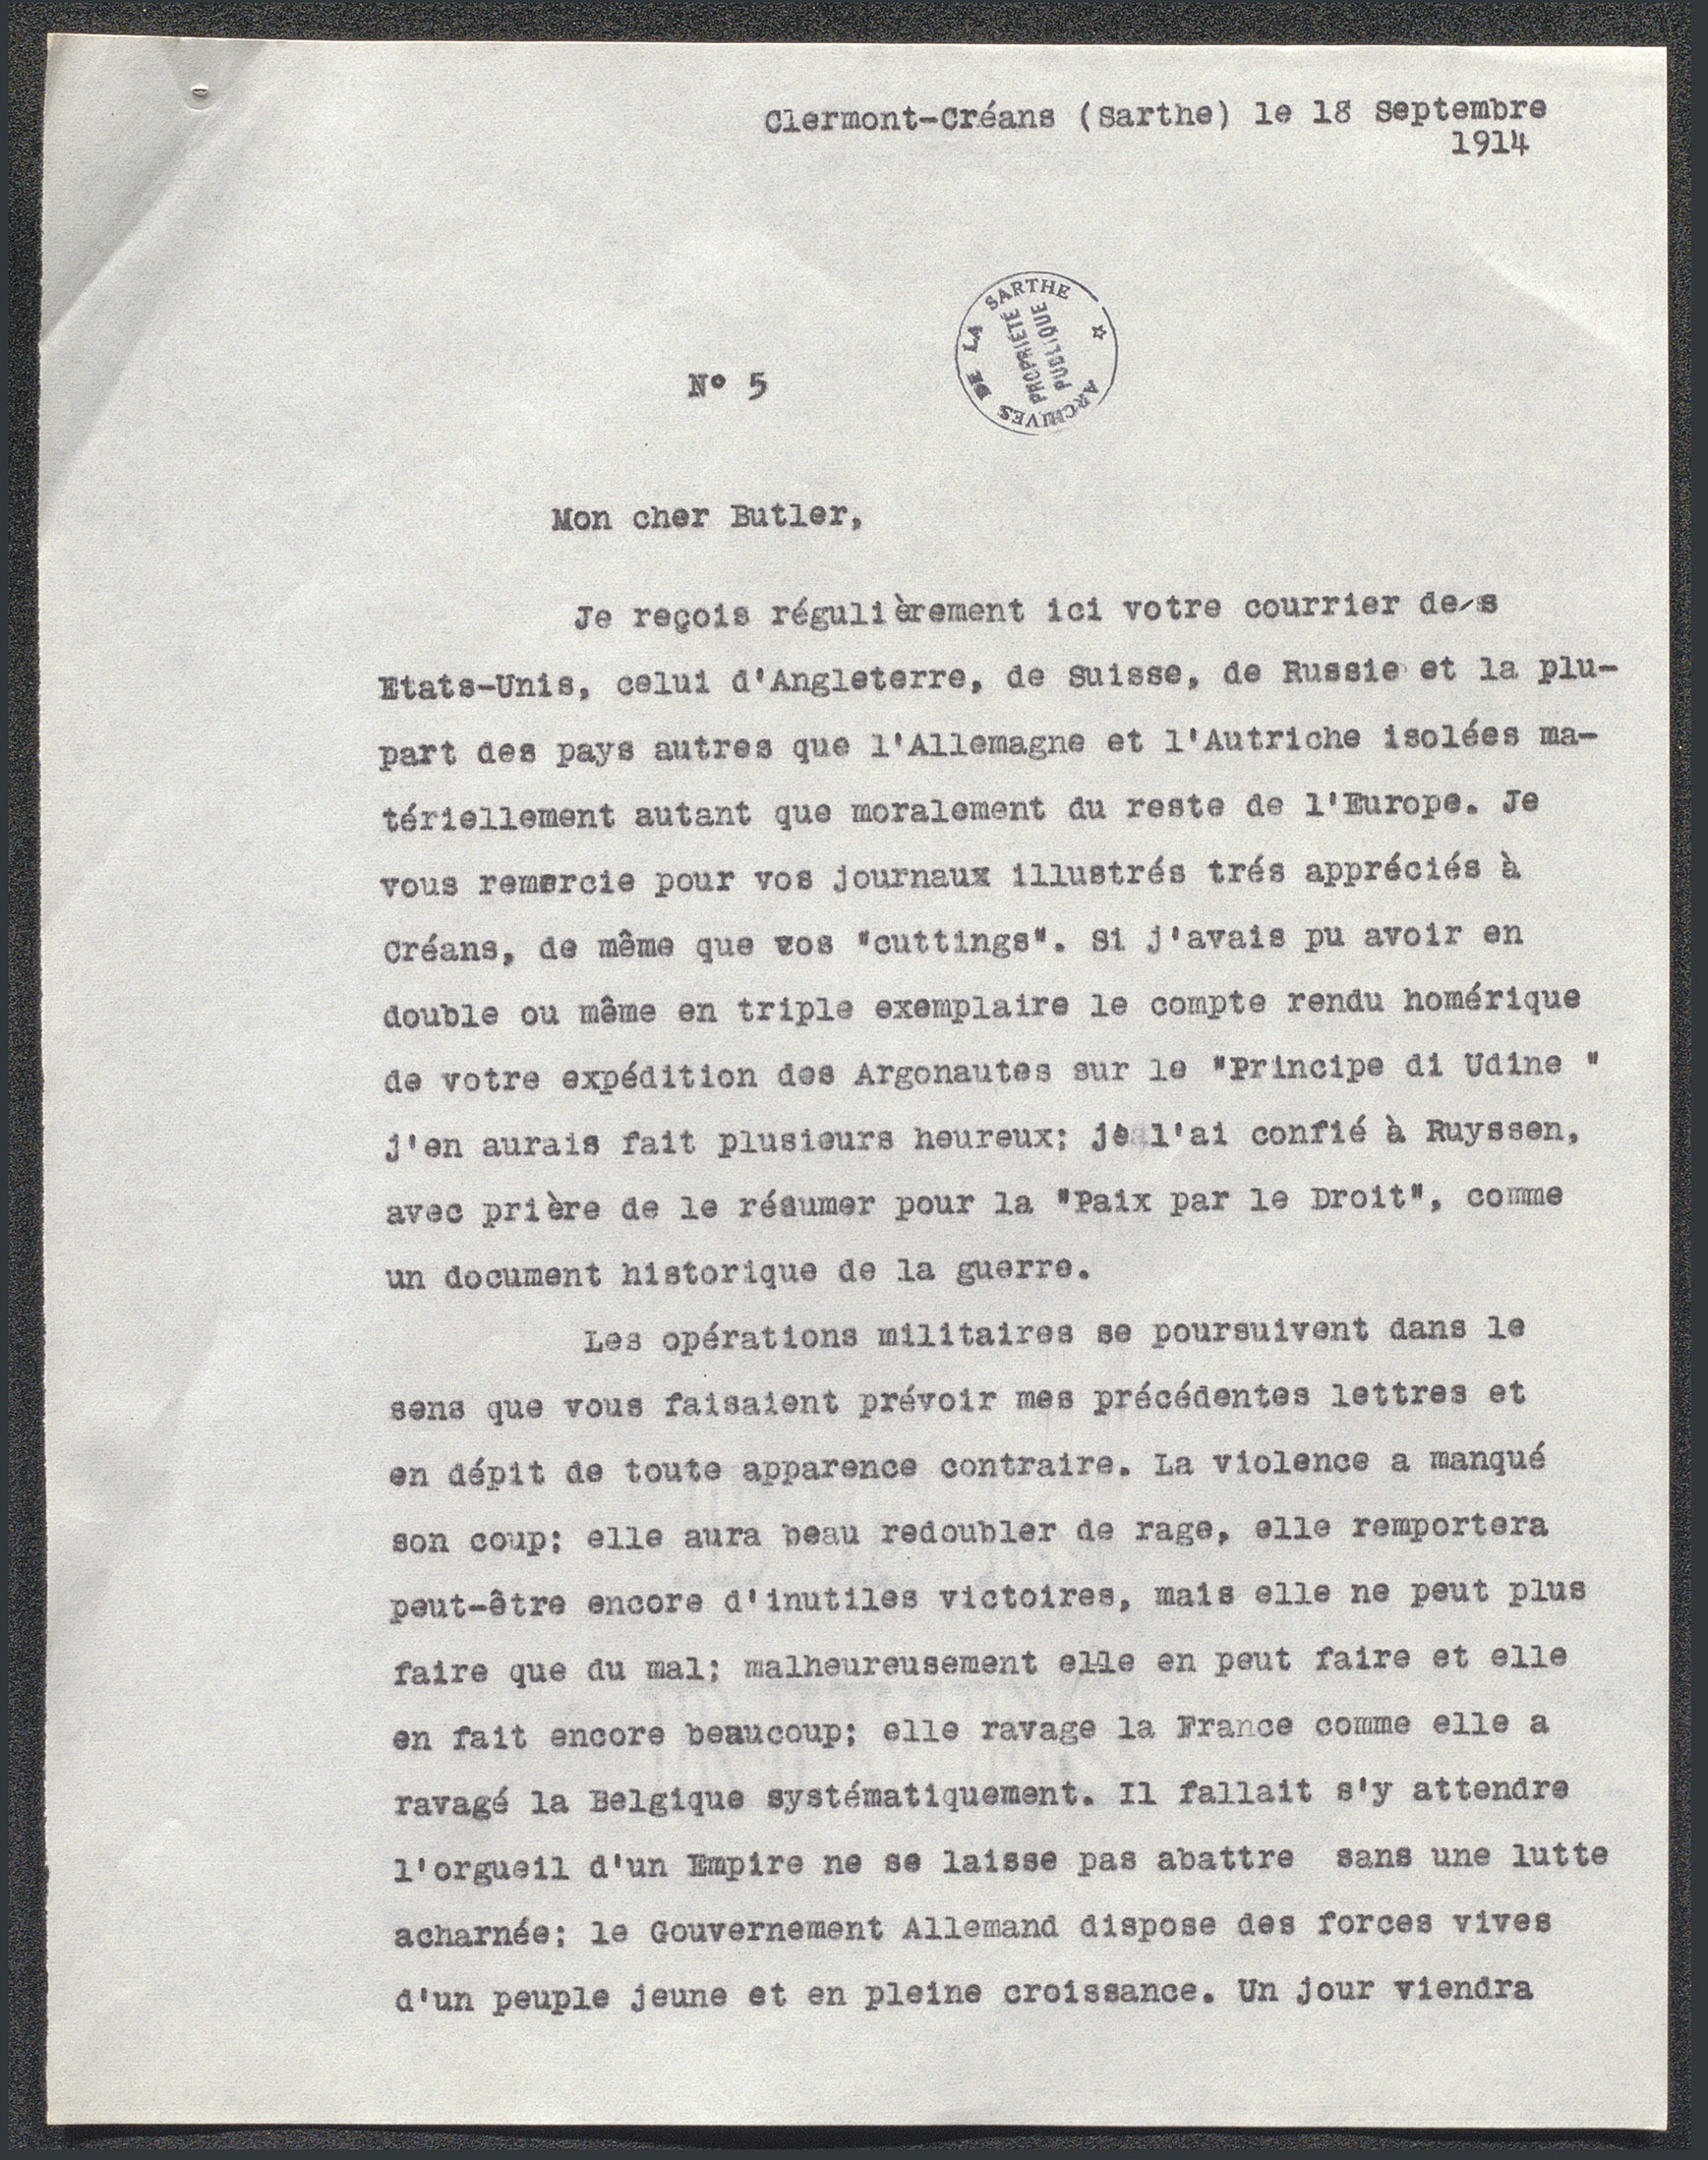 Clermont-Créans (Sarthe) le 18 Septembre
1914
ARCHIVES DE LA SARTHE
PROPRIÉTÉ
PUBLIQUE
N° 5
Mon cher Butler,
Je reçois régulièrement ici votre courrier des
Etats-Unis, celui d'Angleterre, de Suisse, de Russie et la plu-
part des pays autres que l'Allemagne et l'Autriche isolées ma-
tériellement autant que moralement du reste de l'Europe. Je
vous remercie pour vos journaux illustrés trés appréciés à
Créans, de même que vos "cuttings". Si j'avais pu avoir en
double ou même en triple exemplaire le compte rendu homérique
de votre expédition des Argonautes sur le "Principe di Udine "
j'en aurais fait plusieurs heureux; je l'ai confié à Ruyssen,
avec prière de le résumer pour la "Paix par le Droit", comme
un document historique de la guerre.
Les opérations militaires se poursuivent dans le
sens que vous faisaient prévoir mes précédentes lettres et
en dépit de toute apparence contraire. La violence a manqué
son coup; elle aura beau redoubler de rage, elle remportera
peut-être encore d'inutiles victoires, mais elle ne peut plus
faire que du mal; malheureusement elle en peut faire et elle
en fait encore beaucoup; elle ravage la France comme elle a
ravagé la Belgique systématiquement. Il fallait s'y attendre
l'orgueil d'un Empire ne se laisse pas abattre sans une lutte
acharnée; le Gouvernement Allemand dispose des forces vives
d'un peuple jeune et en pleine croissance. Un jour viendra